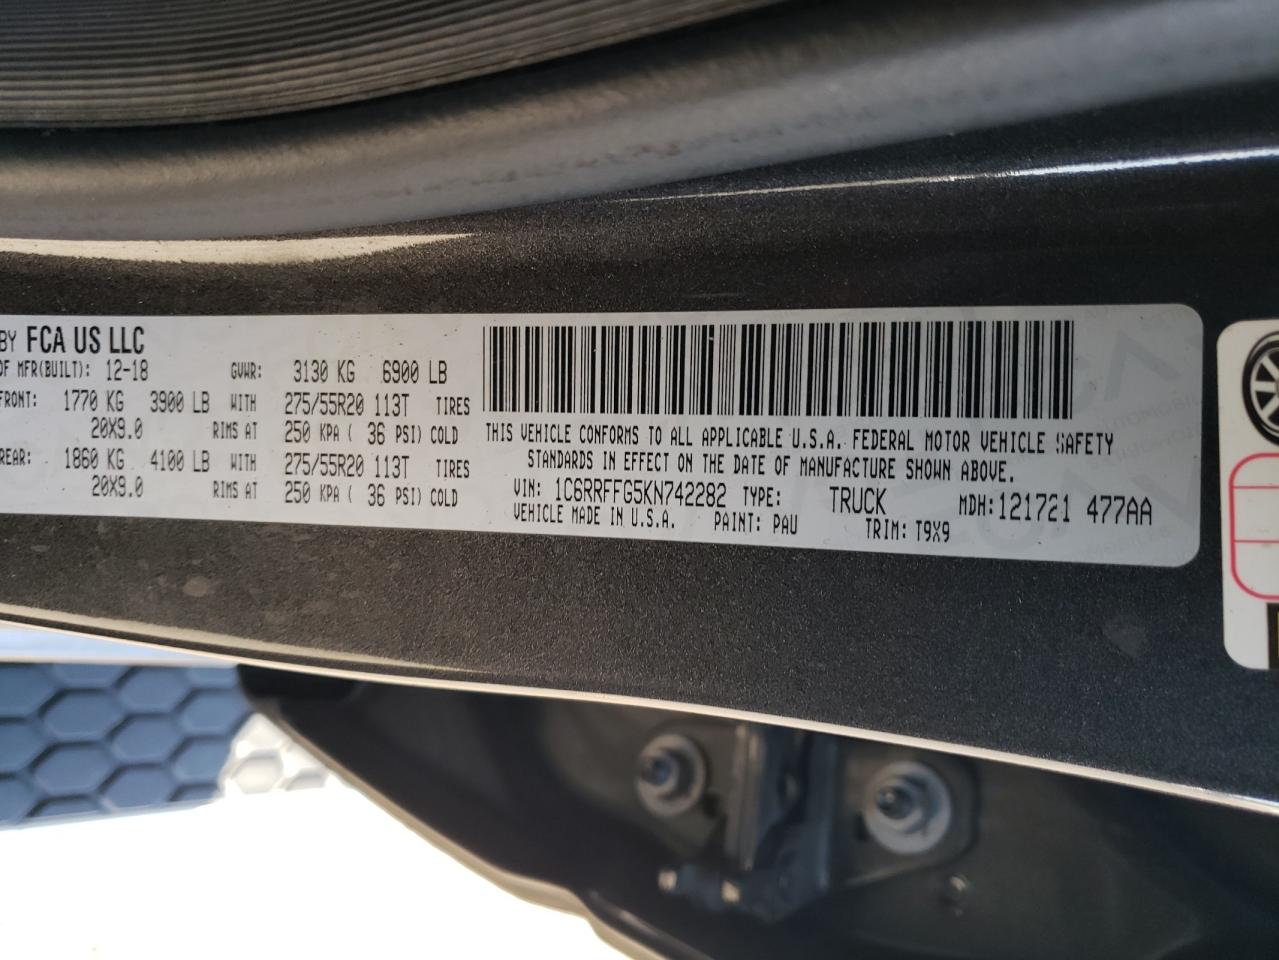 BY FCA US LLC
OF MFR(BUILT): 12-18 GVWR: 3130 KG 6900 LB
FRONT: 1770 KG 3900 LB WITH 275/55R20 113T TIRES
20X9.0 RIMS AT 250 KPA ( 36 PSI) COLD
REAR: 1860 KG 4100 LB WITH 275/55R20 113T TIRES
20X9.0 RIMS AT 250 KPA ( 36 PSI) COLD
THIS VEHICLE CONFORMS TO ALL APPLICABLE U.S.A. FEDERAL MOTOR VEHICLE SAFETY
STANDARDS IN EFFECT ON THE DATE OF MANUFACTURE SHOWN ABOVE.
VIN: 1C6RRFFG5KN742282 TYPE: TRUCK MDH:121721 477AA
VEHICLE MADE IN U.S.A. PAINT: PAU TRIM: T9X9